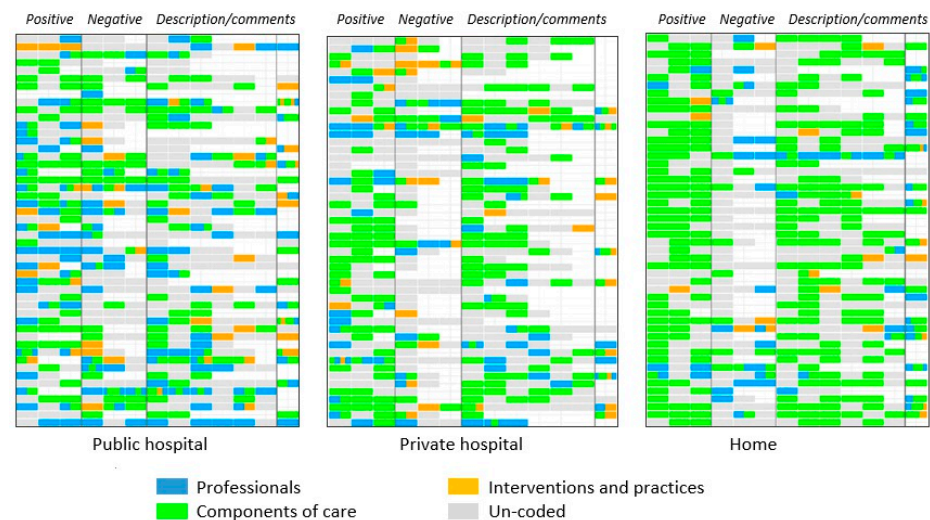 Positive Negative Description/comments Positive Negative Description/comments Positive Negative Description/comments
Public hospital Private hospital Home
Professionals Interventions and practices
Components of care Un-coded